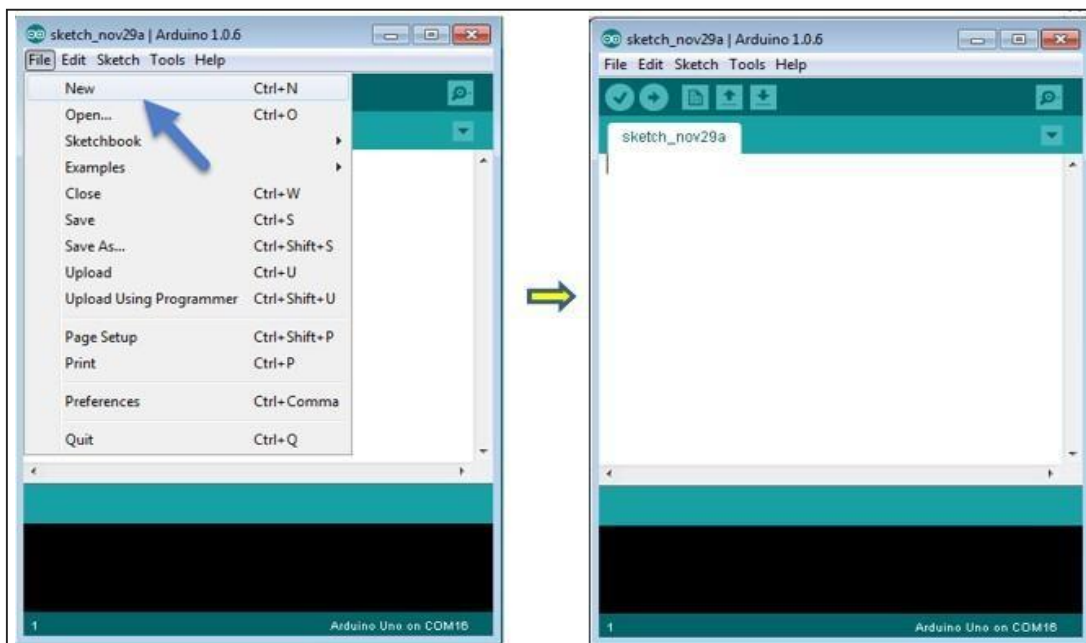 sketch_nov29a | Arduino 1.0.6
File Edit Sketch Tools Help
New Ctrl+N
Open... Ctrl+O
Sketchbook
Examples
Close Ctrl+W
Save Ctrl+S
Save As... Ctrl+Shift+S
Upload Ctrl+U
Upload Using Programmer Ctrl+Shift+U
Page Setup Ctrl+Shift+P
Print Ctrl+P
Preferences Ctrl+Comma
Quit Ctrl+Q
1 Arduino Uno on COM16
sketch_nov29a | Arduino 1.0.6
File Edit Sketch Tools Help
sketch_nov29a
1 Arduino Uno on COM16